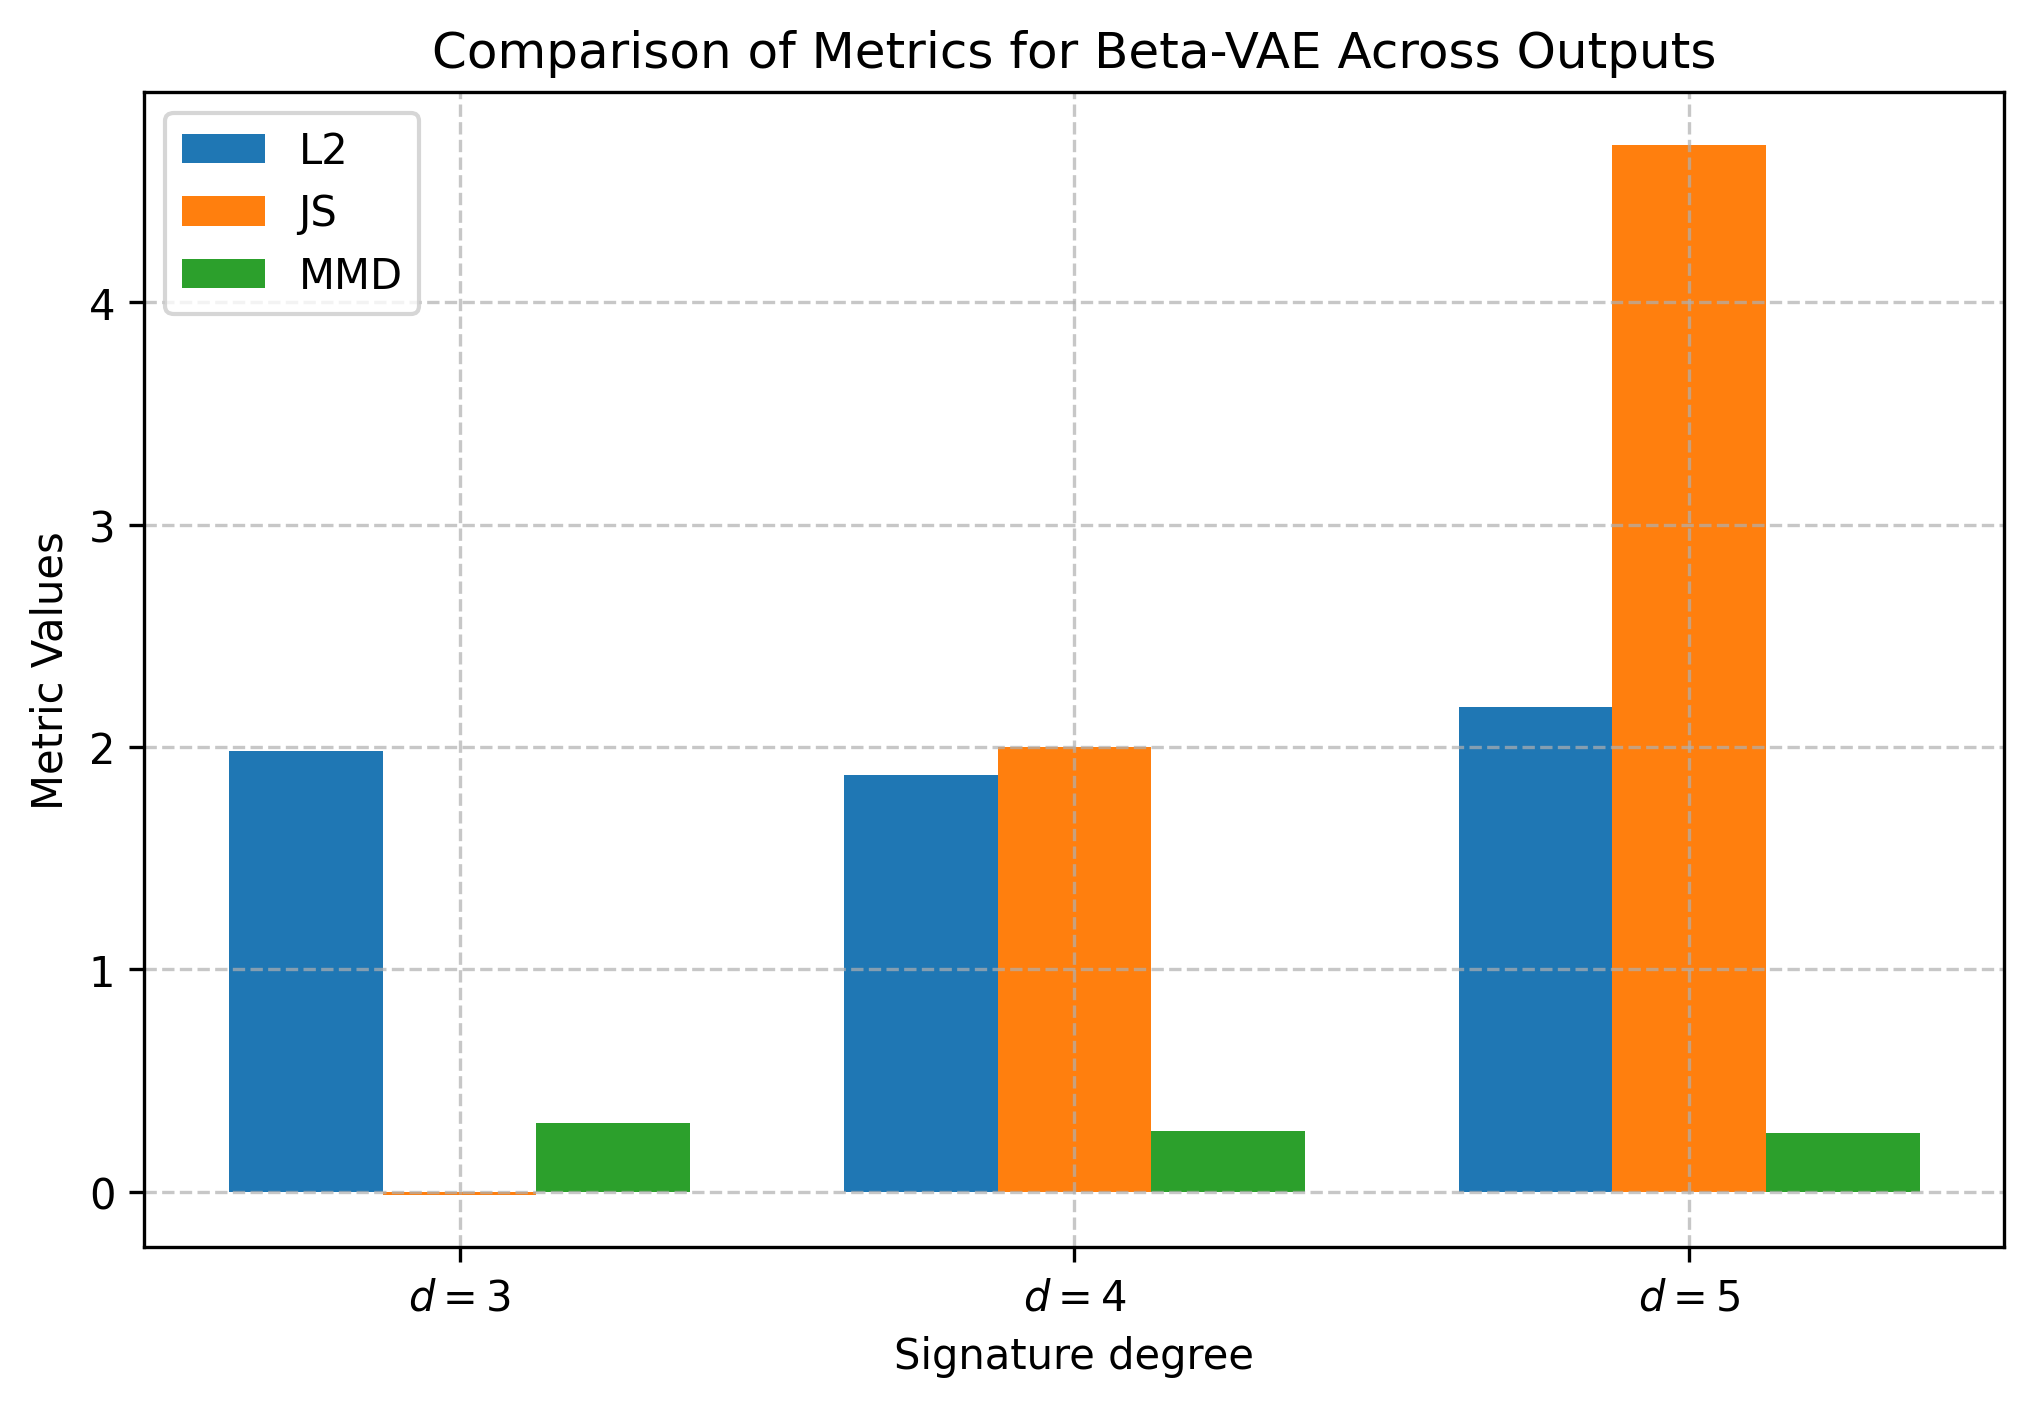 Comparison of Metrics for Beta-VAE Across Outputs
L2
JS
MMD
Metric Values
4
3
2
1
0
d = 3
d = 4
d = 5
Signature degree